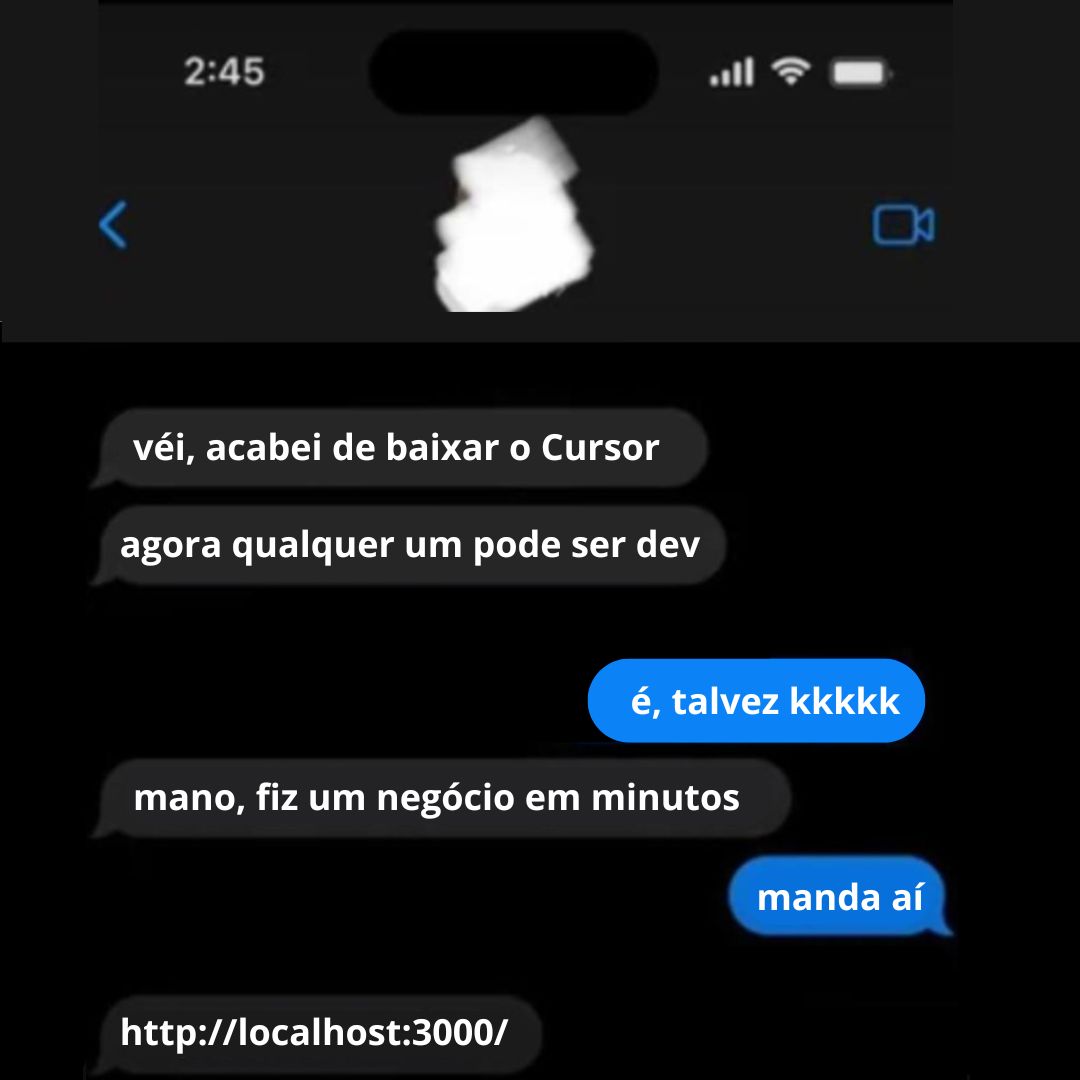 2:45
véi, acabei de baixar o Cursor
agora qualquer um pode ser dev
é, talvez kkkkk
mano, fiz um negócio em minutos
manda aí
http://localhost:3000/